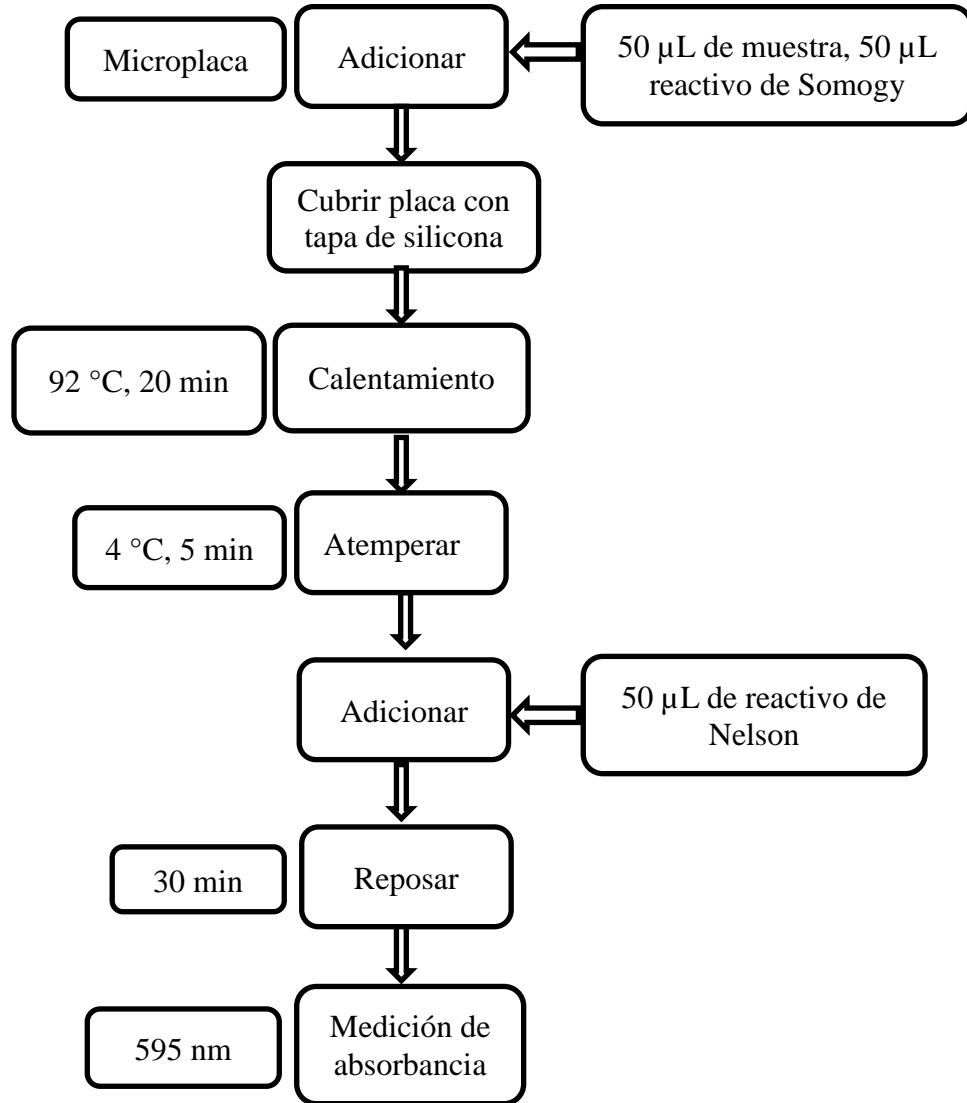 Microplaca
Adicionar
50 µL de muestra, 50 µL
reactivo de Somogy
Cubrir placa con
tapa de silicona
92 °C, 20 min
Calentamiento
4 °C, 5 min
Atemperar
Adicionar
50 µL de reactivo de
Nelson
30 min
Reposar
595 nm
Medición de
absorbancia